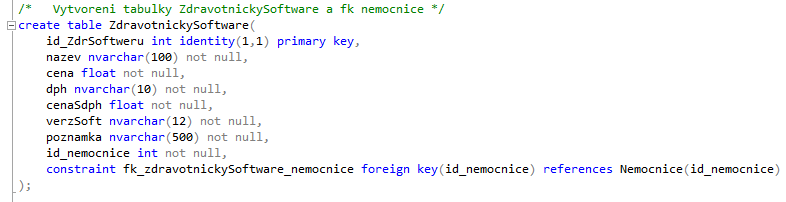 /*   Vytvoreni tabulky ZdravotnickySoftware a fk nemocnice */
create table ZdravotnickySoftware(
    id_ZdrSoftweru int identity(1,1) primary key,
    nazev nvarchar(100) not null,
    cena float not null,
    dph nvarchar(10) not null,
    cenaSdph float not null,
    verzSoft nvarchar(12) not null,
    poznamka nvarchar(500) not null,
    id_nemocnice int not null,
    constraint fk_zdravotnickySoftware_nemocnice foreign key(id_nemocnice) references Nemocnice(id_nemocnice)
);